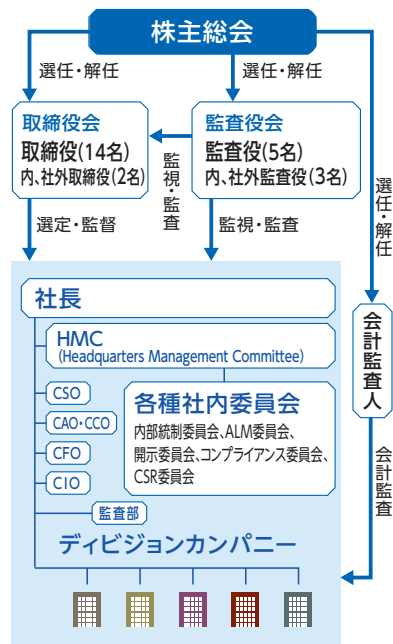 株主総会
選任・解任
選任・解任
取締役会
取締役(14名)
内、社外取締役(2名)
監視・監査
監査役会
監査役(5名)
内、社外監査役(3名)
選任・解任
選定・監督
監視・監査
社長
HMC
(Headquarters Management Committee)
会計監査人
CSO
CAO・CCO
CFO
CIO
各種社内委員会
内部統制委員会、ALM委員会、
開示委員会、コンプライアンス委員会、
CSR委員会
会計監査
監査部
ディビジョンカンパニー